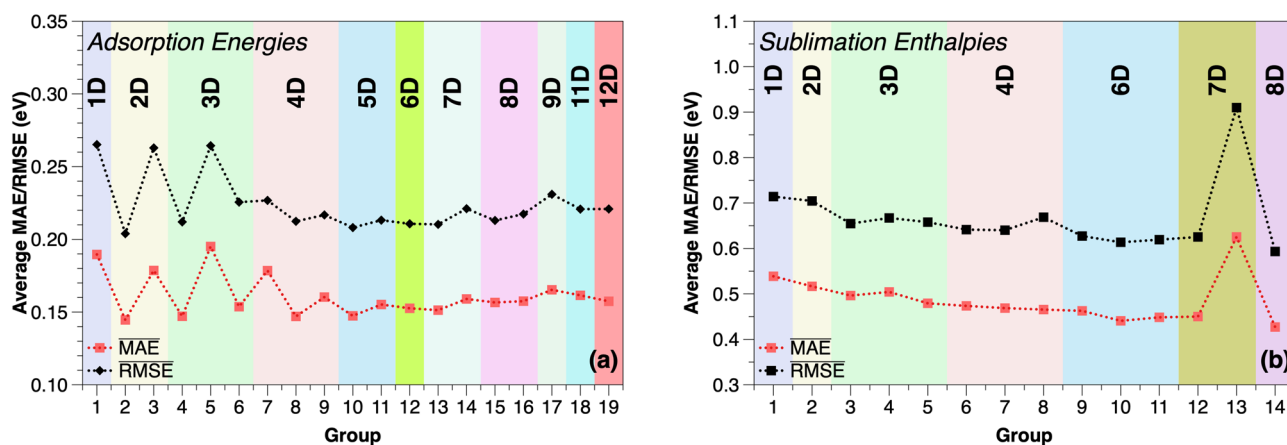 Adsorption Energies
1D 2D 3D 4D 5D 6D 7D 8D 9D 11D 12D
Average MAE/RMSE (eV)
0.35
-0.30
0.25
0.20
0.15
0.10
MAE
RMSE
(a)
1 2 3 4 5 6 7 8 9 10 11 12 13 14 15 16 17 18 19
Group
Sublimation Enthalpies
1D 2D 3D 4D 6D 7D 8D
Average MAE/RMSE (eV)
1.1
1.0
0.9
0.8
0.7
0.6
0.5
0.4
0.3
MAE
RMSE
(b)
1 2 3 4 5 6 7 8 9 10 11 12 13 14
Group